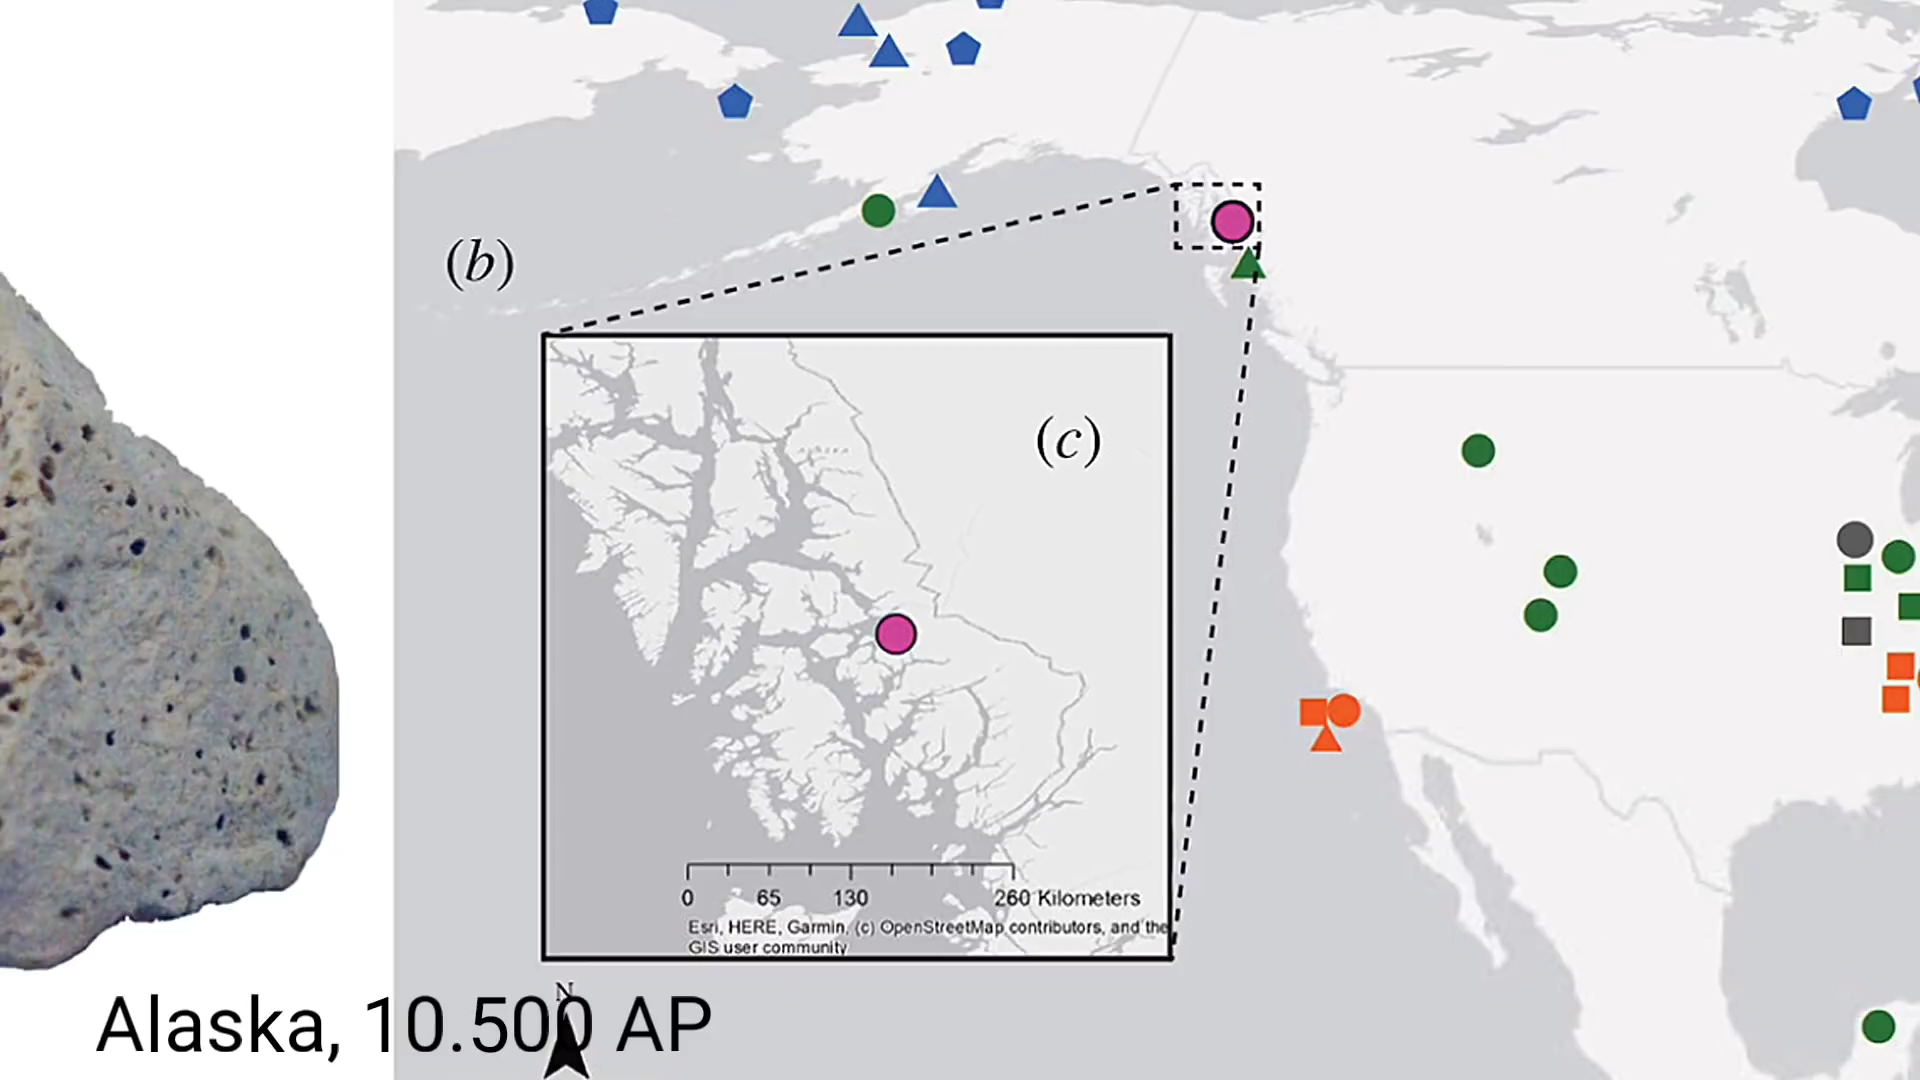 (b)
(c)
0 65 130 260 Kilometers
Esri, HERE, Garmin, (c) OpenStreetMap contributors, and the
GIS user community
N
Alaska, 10.500 AP